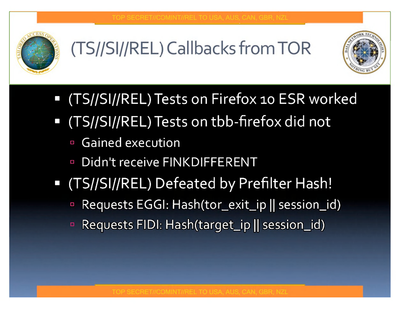 TOP SECRET//COMINT//REL TO USA, AUS, CAN, GBR, NZL
(TS//SI//REL) Callbacks from TOR
(TS//SI//REL) Tests on Firefox 10 ESR worked
(TS//SI//REL) Tests on tbb-firefox did not
Gained execution
Didn't receive FINKDIFFERENT
(TS//SI//REL) Defeated by Prefilter Hash!
Requests EGGI: Hash(tor_exit_ip || session_id)
Requests FIDI: Hash(target_ip || session_id)
TOP SECRET//COMINT//REL TO USA, AUS, CAN, GBR, NZL